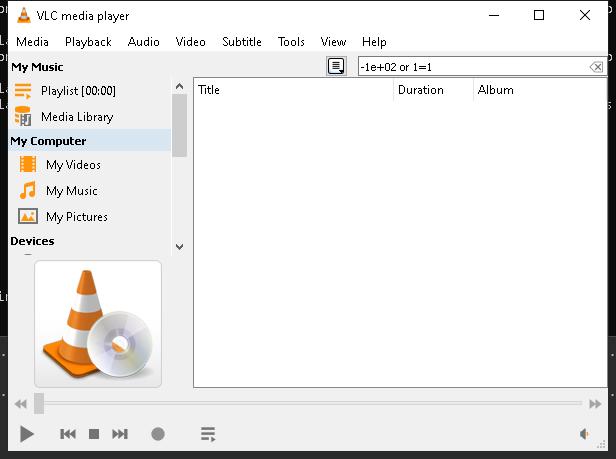 VLC media player
Media Playback Audio Video Subtitle Tools View Help
My Music
-1e+02 or 1=1
Playlist [00:00]
Title Duration Album
Media Library
My Computer
My Videos
My Music
My Pictures
Devices